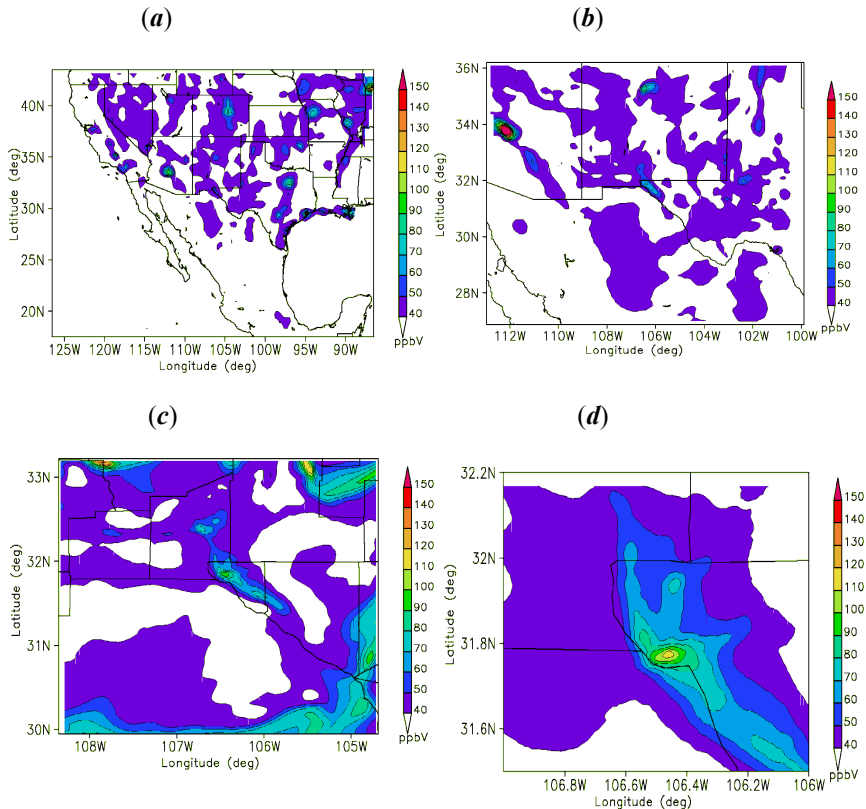 (a)
40N
35N
30N
25N
20N
125W 120W 115W 110W 105W 100W 95W 90W
Longitude (deg)
Latitude (deg)
150
140
130
120
110
100
90
80
70
60
50
40
ppbV
(b)
36N
34N
32N
30N
28N
112W 110W 108W 106W 104W 102W 100W
Longitude (deg)
Latitude (deg)
150
140
130
120
110
100
90
80
70
60
50
40
ppbV
(c)
33N
32N
31N
30N
108W 107W 106W 105W
Longitude (deg)
Latitude (deg)
150
140
130
120
110
100
90
80
70
60
50
40
ppbV
(d)
32.2N
32N
31.8N
31.6N
106.8W 106.6W 106.4W 106.2W 106W
Longitude (deg)
Latitude (deg)
150
140
130
120
110
100
90
80
70
60
50
40
ppbV